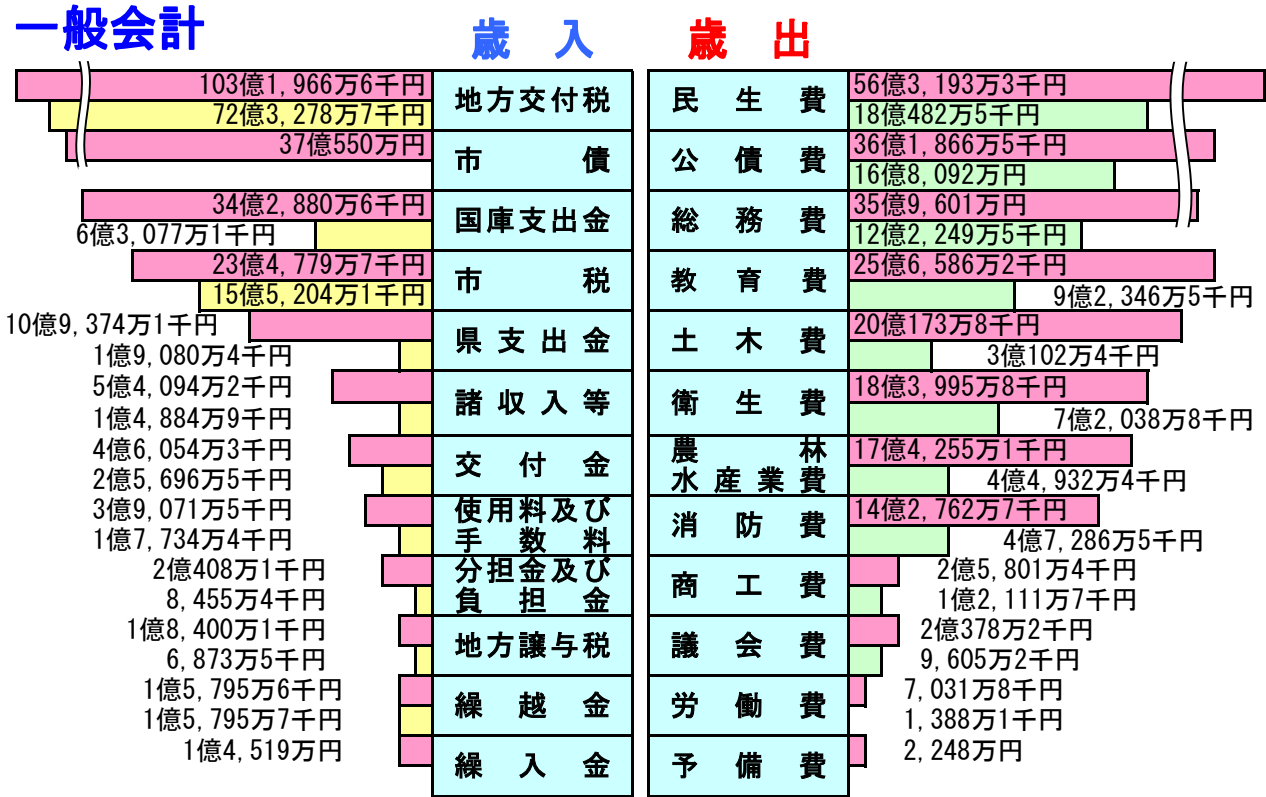 一般会計
歳入
歳出
103億1,966万6千円
72億3,278万7千円
地方交付税
37億550万円
市債
34億2,880万6千円
6億3,077万1千円
国庫支出金
23億4,779万7千円
15億5,204万1千円
市税
10億9,374万1千円
1億9,080万4千円
県支出金
5億4,094万2千円
1億4,884万9千円
諸収入等
4億6,054万3千円
2億5,696万5千円
交付金
3億9,071万5千円
1億7,734万4千円
使用料及び
手数料
2億408万1千円
8,455万4千円
分担金及び
負担金
1億8,400万1千円
6,873万5千円
地方譲与税
1億5,795万6千円
1億5,795万7千円
繰越金
1億4,519万円
繰入金
民生費
56億3,193万3千円
18億482万5千円
公債費
36億1,866万5千円
16億8,092万円
総務費
35億9,601万円
12億2,249万5千円
教育費
25億6,586万2千円
9億2,346万5千円
土木費
20億173万8千円
3億102万4千円
衛生費
18億3,995万8千円
7億2,038万8千円
農林
水産業費
17億4,255万1千円
4億4,932万4千円
消防費
14億2,762万7千円
4億7,286万5千円
商工費
2億5,801万4千円
1億2,111万7千円
議会費
2億378万2千円
9,605万2千円
労働費
7,031万8千円
1,388万1千円
予備費
2,248万円